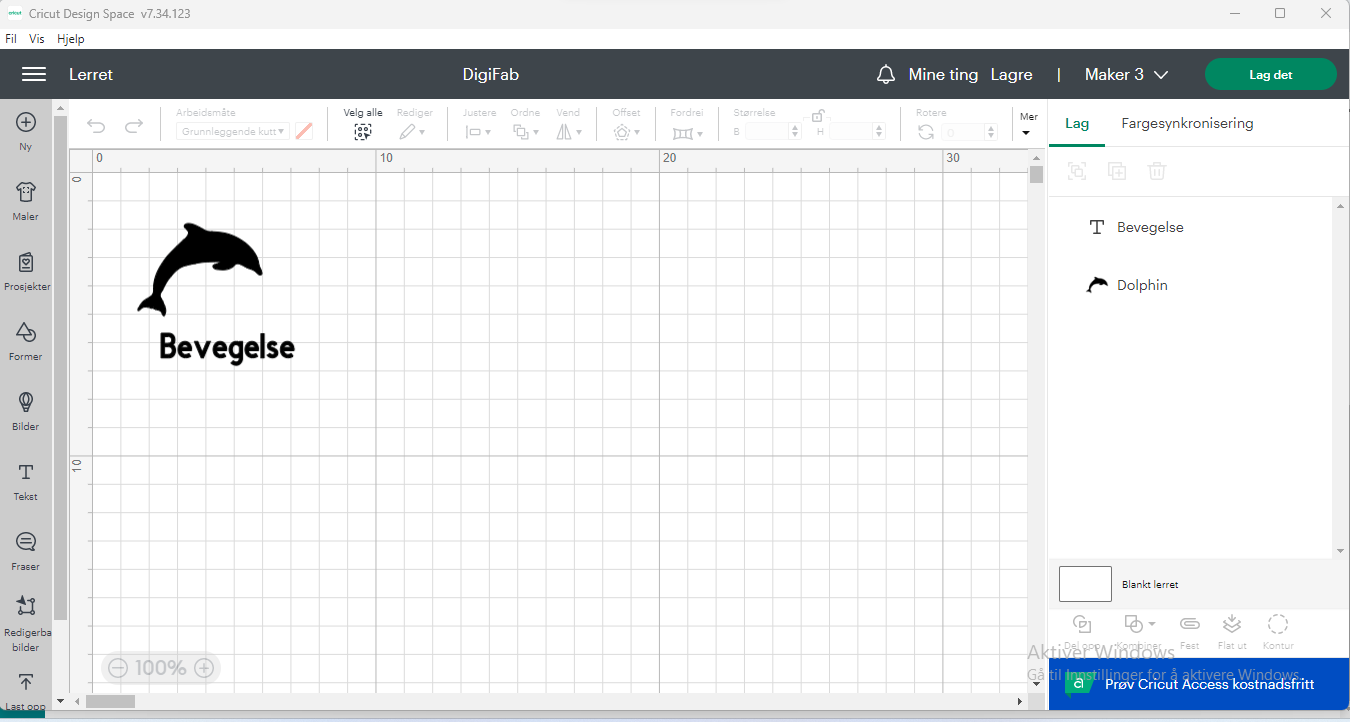 cricut Cricut Design Space v7.34.123
Fil Vis Hjelp
Lerret DigiFab Mine ting Lagre | Maker 3 Lag det
Arbeidsmåte Velg alle Rediger Justere Ordne Vend Offset Fordrei Størrelse Rotere Mer
Grunnleggende kutt B H 0
Ny
Maler
Prosjekter
Former
Bilder
Tekst
Fraser
Redigerba
bilder
Last opp
0 10 20 30
0
10
Bevegelse
100%
Lag Fargesynkronisering
Bevegelse
Dolphin
Blankt lerret
Del opp Kombiner Fest Flat ut Kontur
Aktiver Windows
Gå til Innstillinger for å aktivere Windows.
a Prøv Cricut Access kostnadsfritt